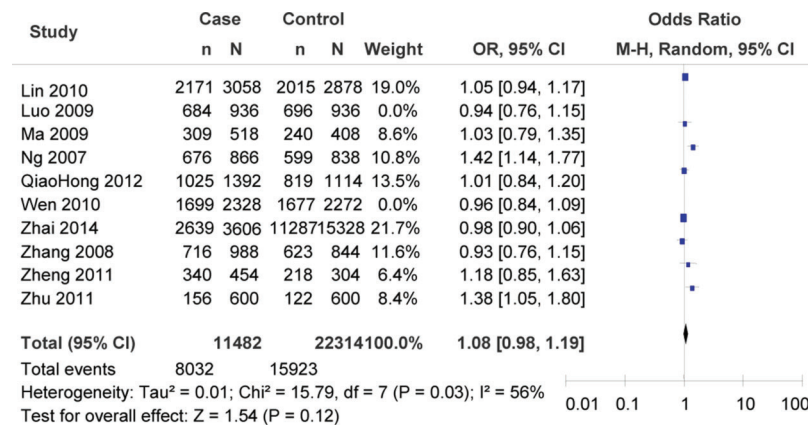 Study Case Control Odds Ratio
n N n N Weight OR, 95% CI M-H, Random, 95% CI
Lin 2010 2171 3058 2015 2878 19.0% 1.05 [0.94, 1.17]
Luo 2009 684 936 696 936 0.0% 0.94 [0.76, 1.15]
Ma 2009 309 518 240 408 8.6% 1.03 [0.79, 1.35]
Ng 2007 676 866 599 838 10.8% 1.42 [1.14, 1.77]
QiaoHong 2012 1025 1392 819 1114 13.5% 1.01 [0.84, 1.20]
Wen 2010 1699 2328 1677 2272 0.0% 0.96 [0.84, 1.09]
Zhai 2014 2639 3606 11287 15328 21.7% 0.98 [0.90, 1.06]
Zhang 2008 716 988 623 844 11.6% 0.93 [0.76, 1.15]
Zheng 2011 340 454 218 304 6.4% 1.18 [0.85, 1.63]
Zhu 2011 156 600 122 600 8.4% 1.38 [1.05, 1.80]
Total (95% CI) 11482 22314 100.0% 1.08 [0.98, 1.19]
Total events 8032 15923
Heterogeneity: Tau² = 0.01; Chi² = 15.79, df = 7 (P = 0.03); I² = 56%
Test for overall effect: Z = 1.54 (P = 0.12)
0.01 0.1 1 10 100